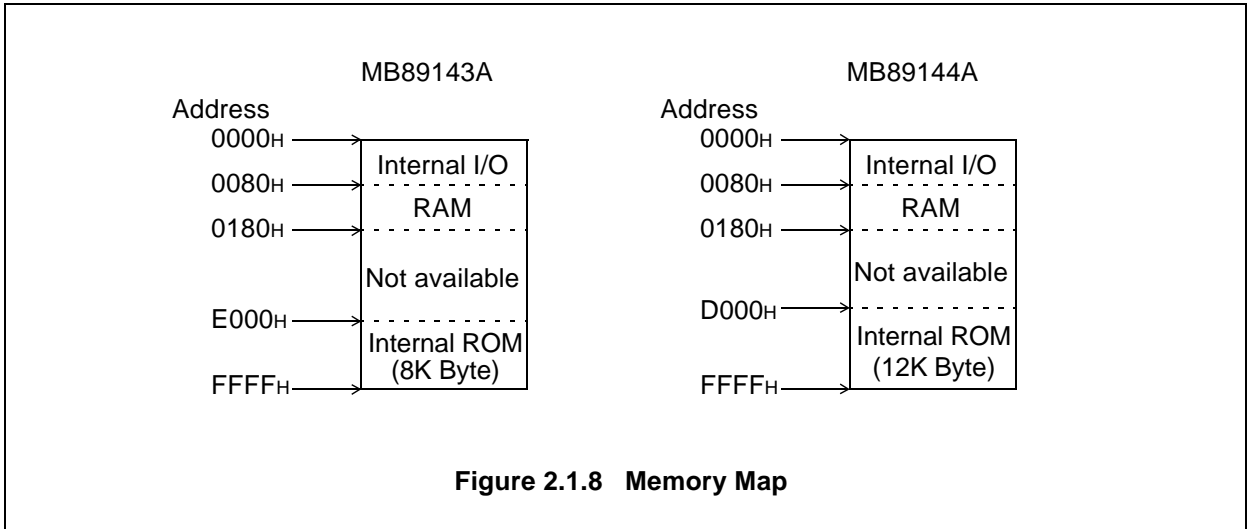 MB89143A
Address
0000H
0080H
0180H
E000H
FFFFH
Internal I/O
RAM
Not available
Internal ROM
(8K Byte)
MB89144A
Address
0000H
0080H
0180H
D000H
FFFFH
Internal I/O
RAM
Not available
Internal ROM
(12K Byte)
Figure 2.1.8 Memory Map